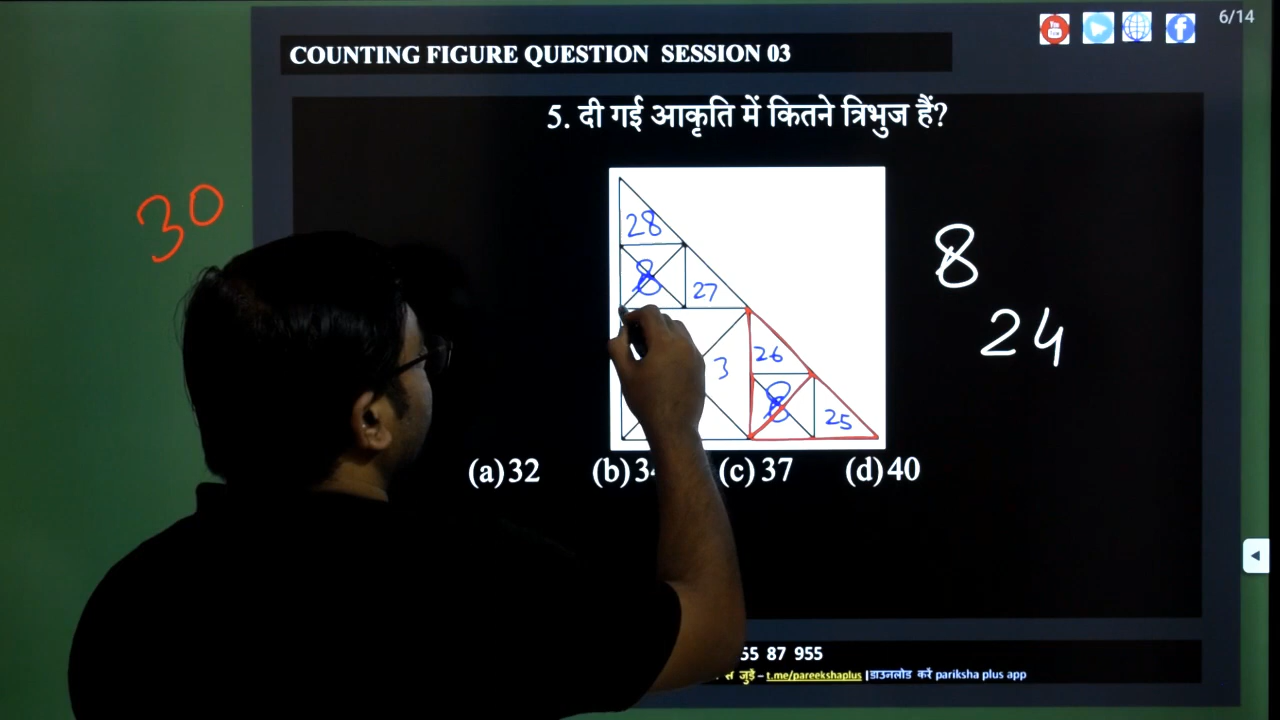 6/14
COUNTING FIGURE QUESTION SESSION 03
5. दी गई आकृति में कितने त्रिभुज हैं?
30
28
8
27
26
3
8
25
8
24
(a) 32 (b) (c) 37 (d) 40
55 87 955
जुड़ें – t.me/pareekshaplus | डाउनलोड करें pariksha plus app